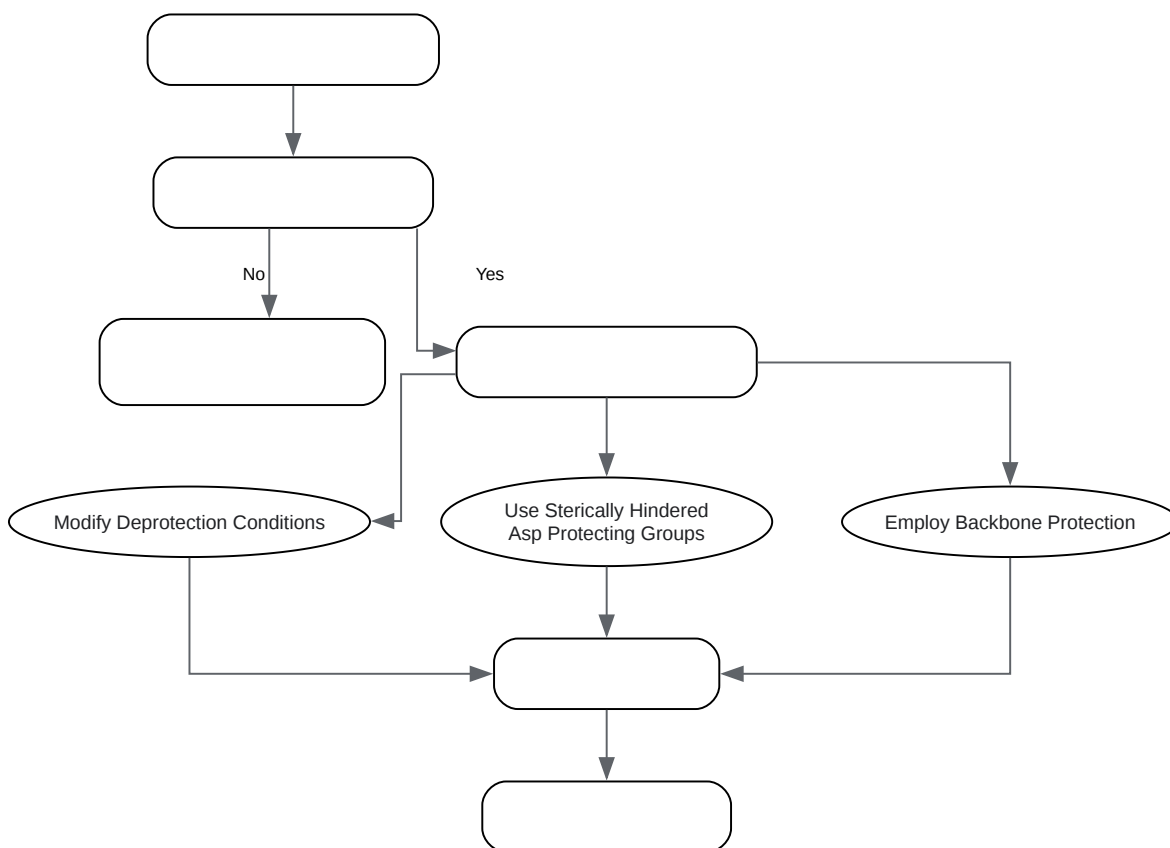 No
Yes
Modify Deprotection Conditions
Use Sterically Hindered
Asp Protecting Groups
Employ Backbone Protection